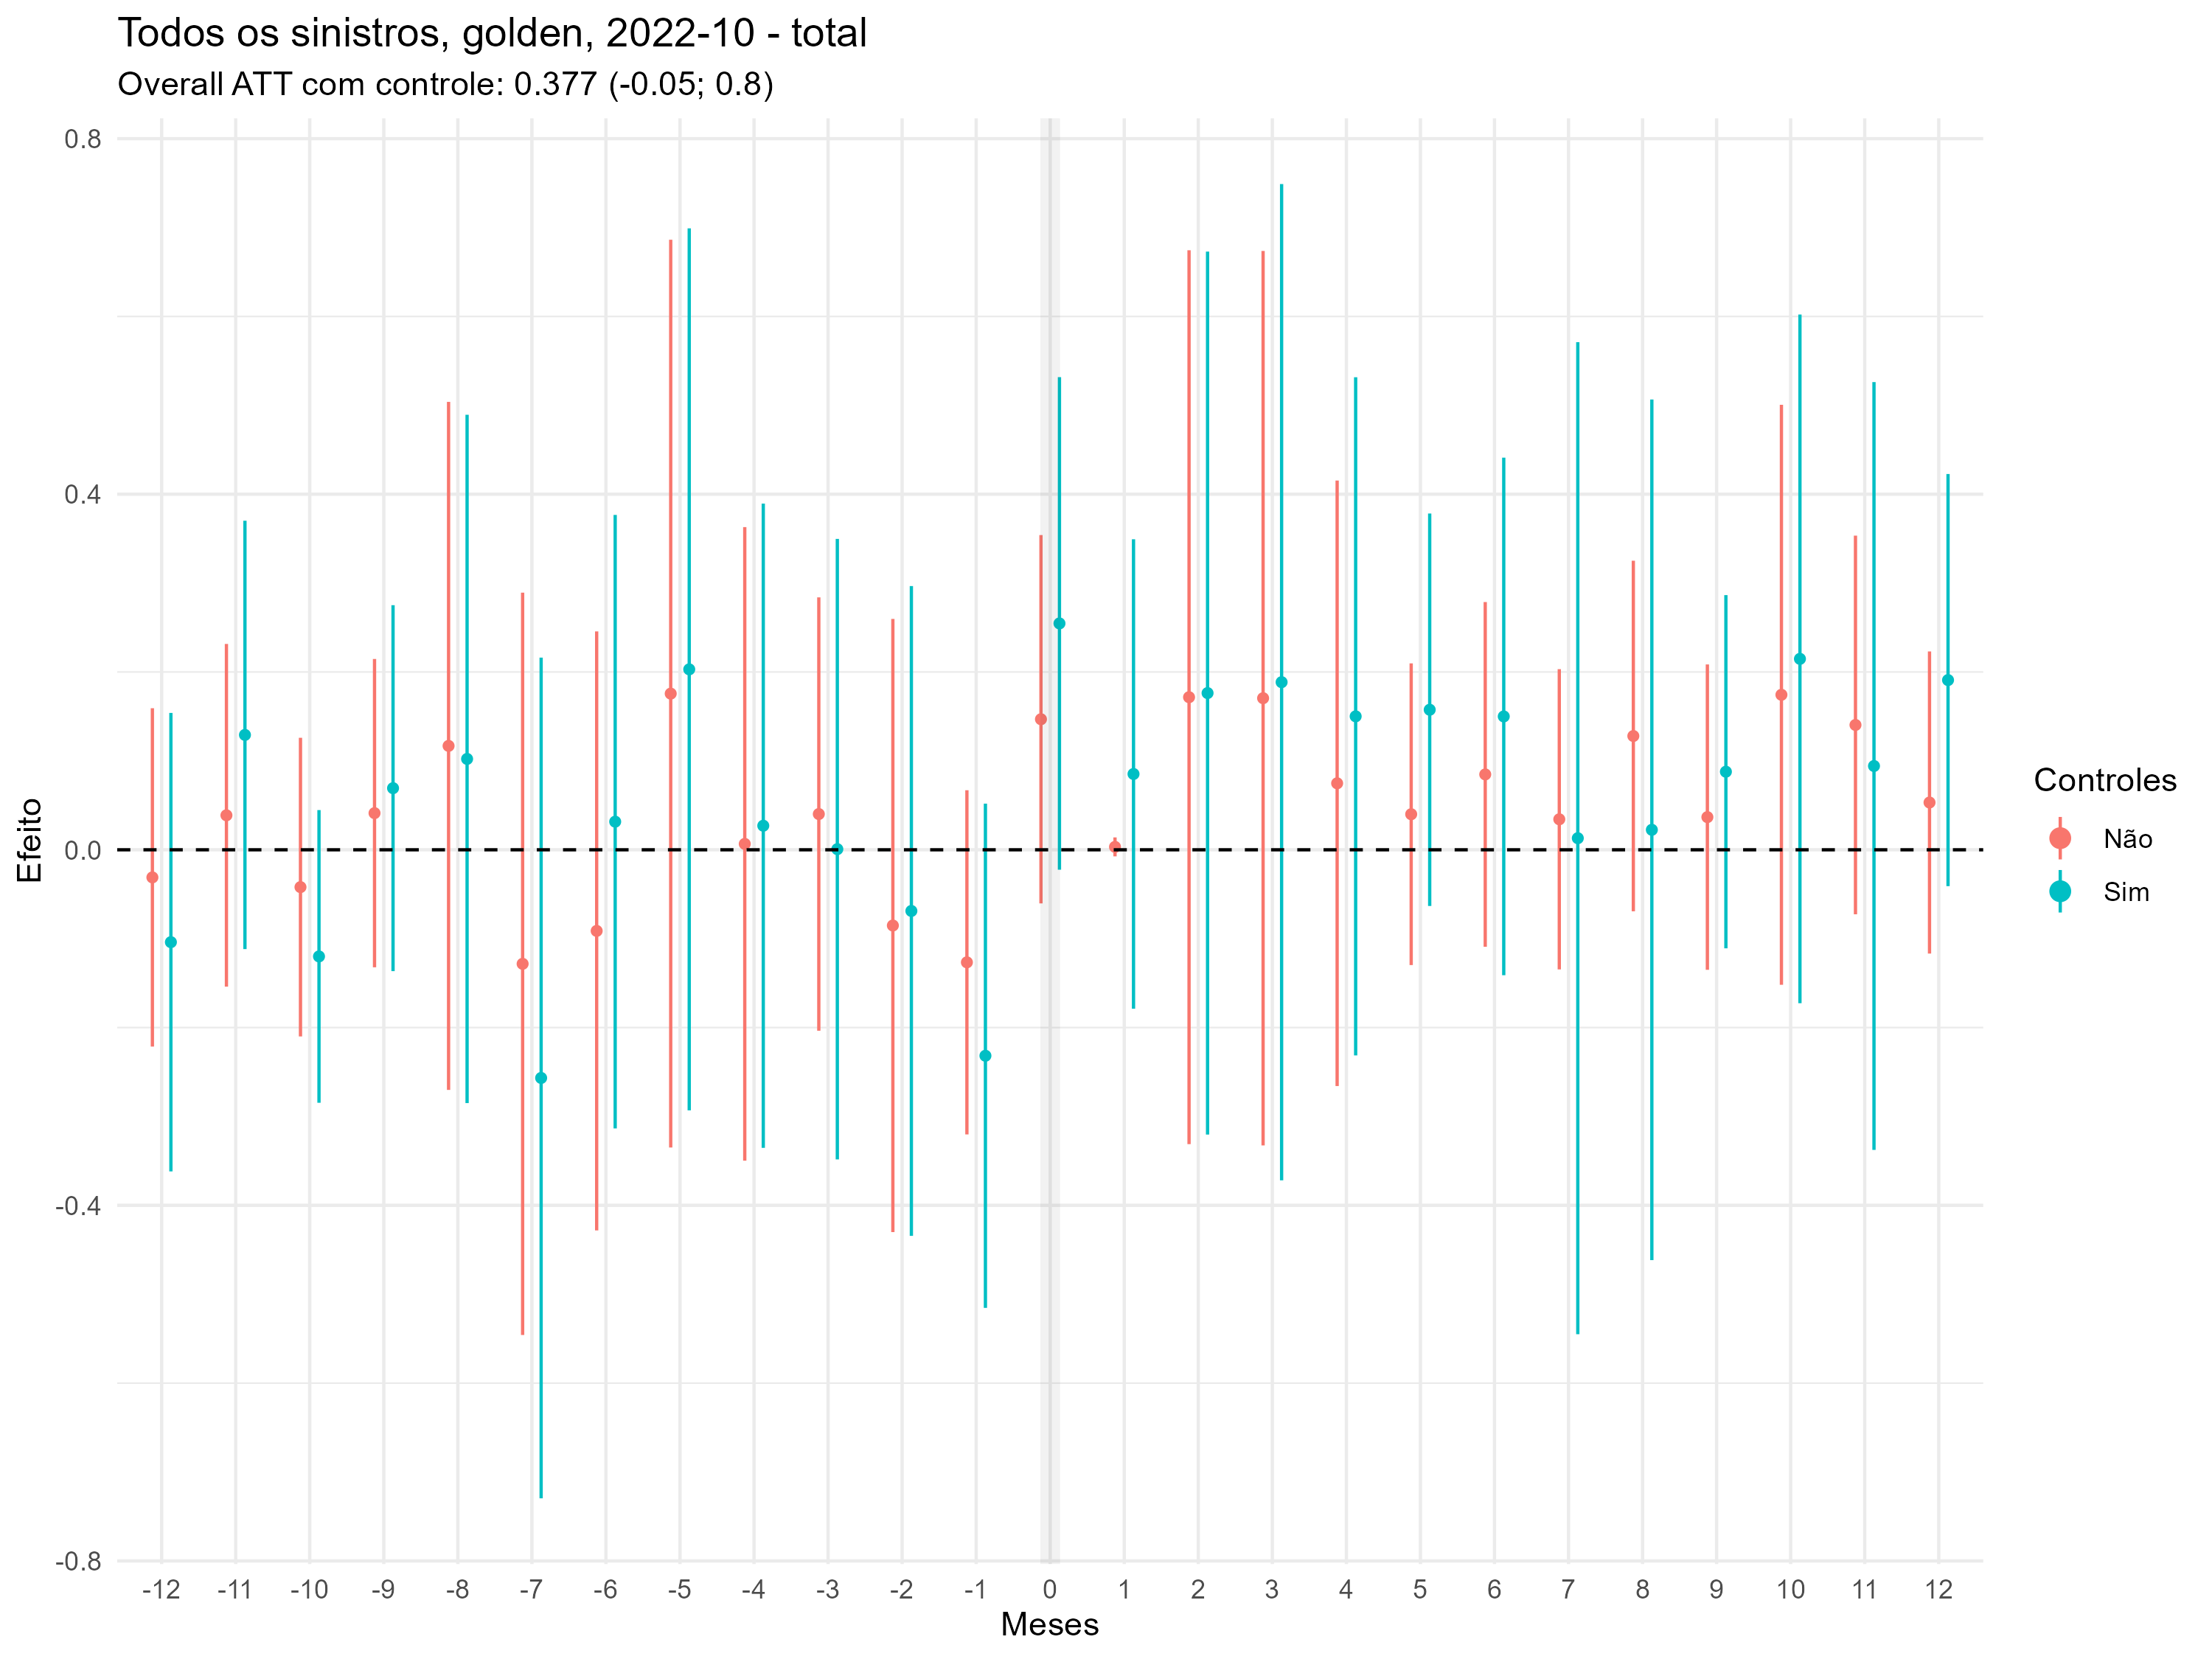 Todos os sinistros, golden, 2022-10 - total
Overall ATT com controle: 0.377 (-0.05; 0.8)
0.8
0.4
0.0
-0.4
-0.8
Efeito
-12 -11 -10 -9 -8 -7 -6 -5 -4 -3 -2 -1 0 1 2 3 4 5 6 7 8 9 10 11 12
Meses
Controles
Não
Sim